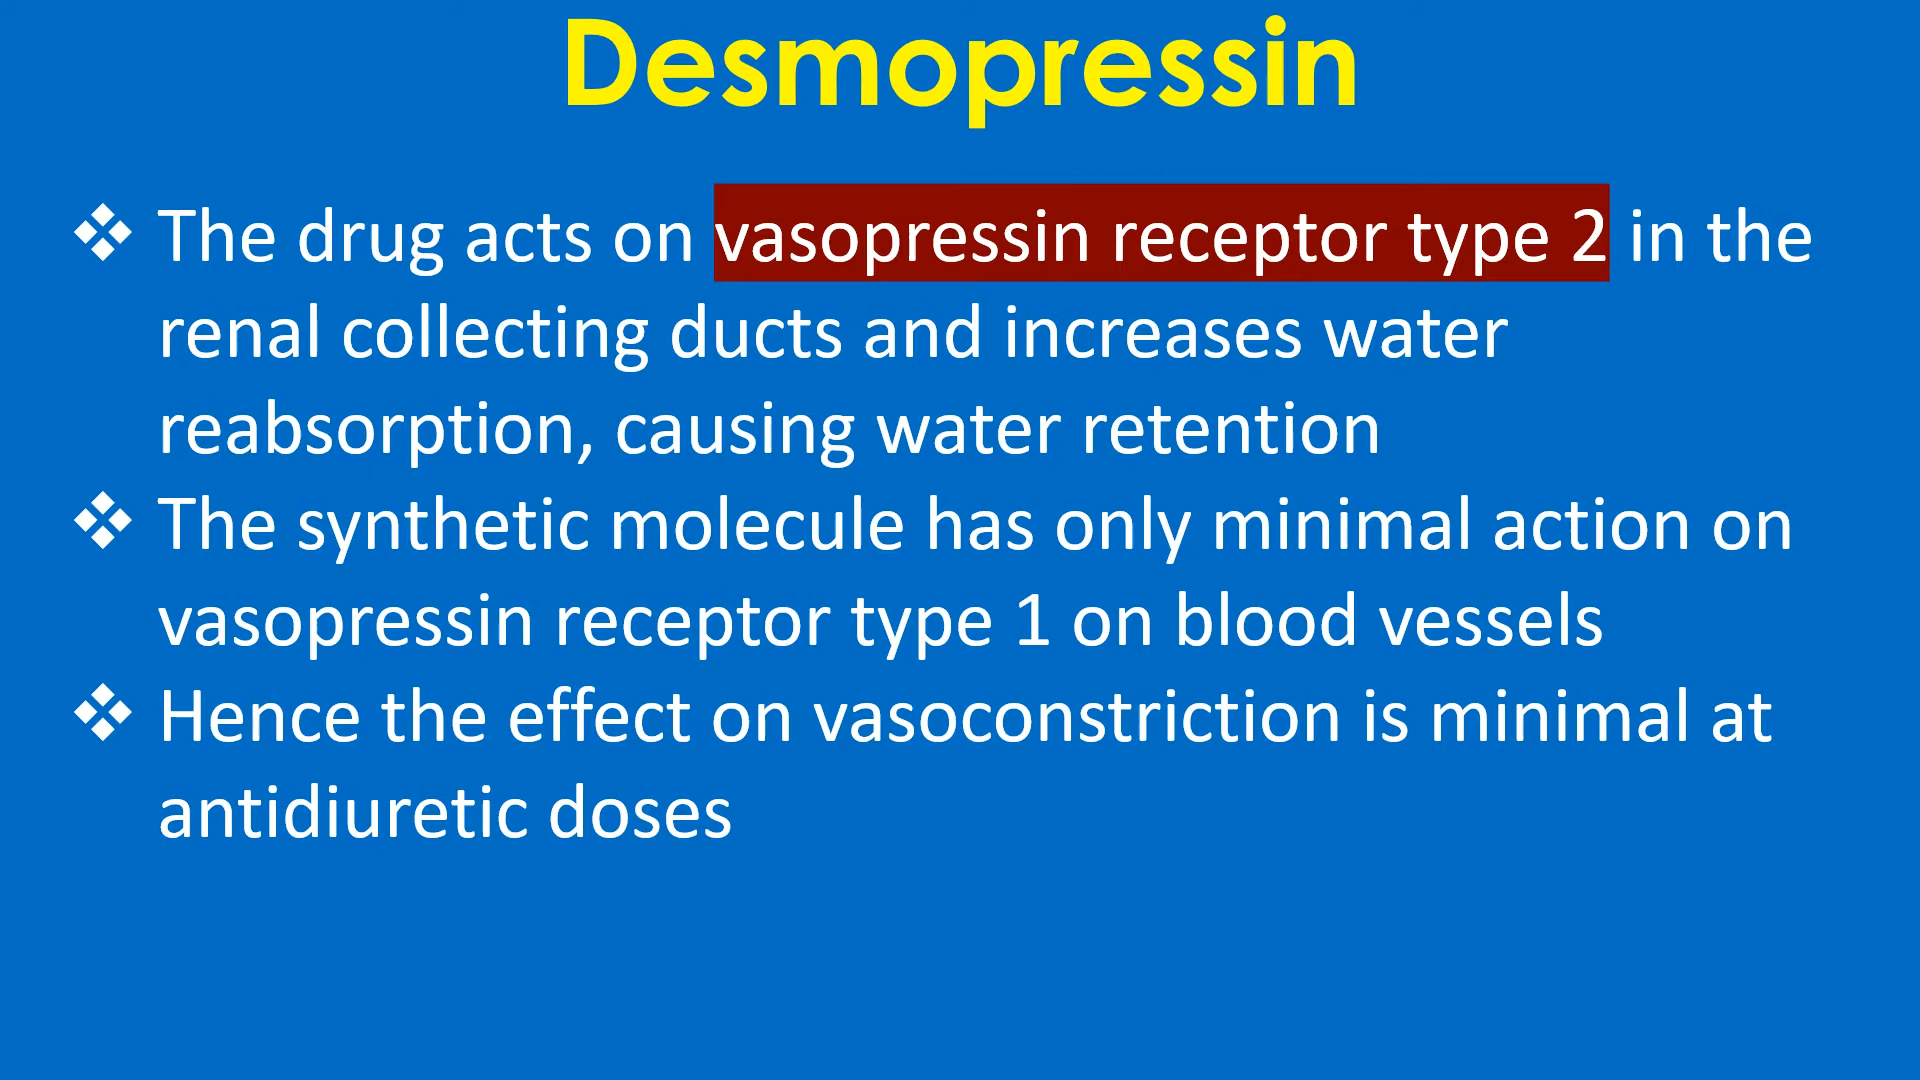 Desmopressin
❖ The drug acts on vasopressin receptor type 2 in the
renal collecting ducts and increases water
reabsorption, causing water retention
❖ The synthetic molecule has only minimal action on
vasopressin receptor type 1 on blood vessels
❖ Hence the effect on vasoconstriction is minimal at
antidiuretic doses